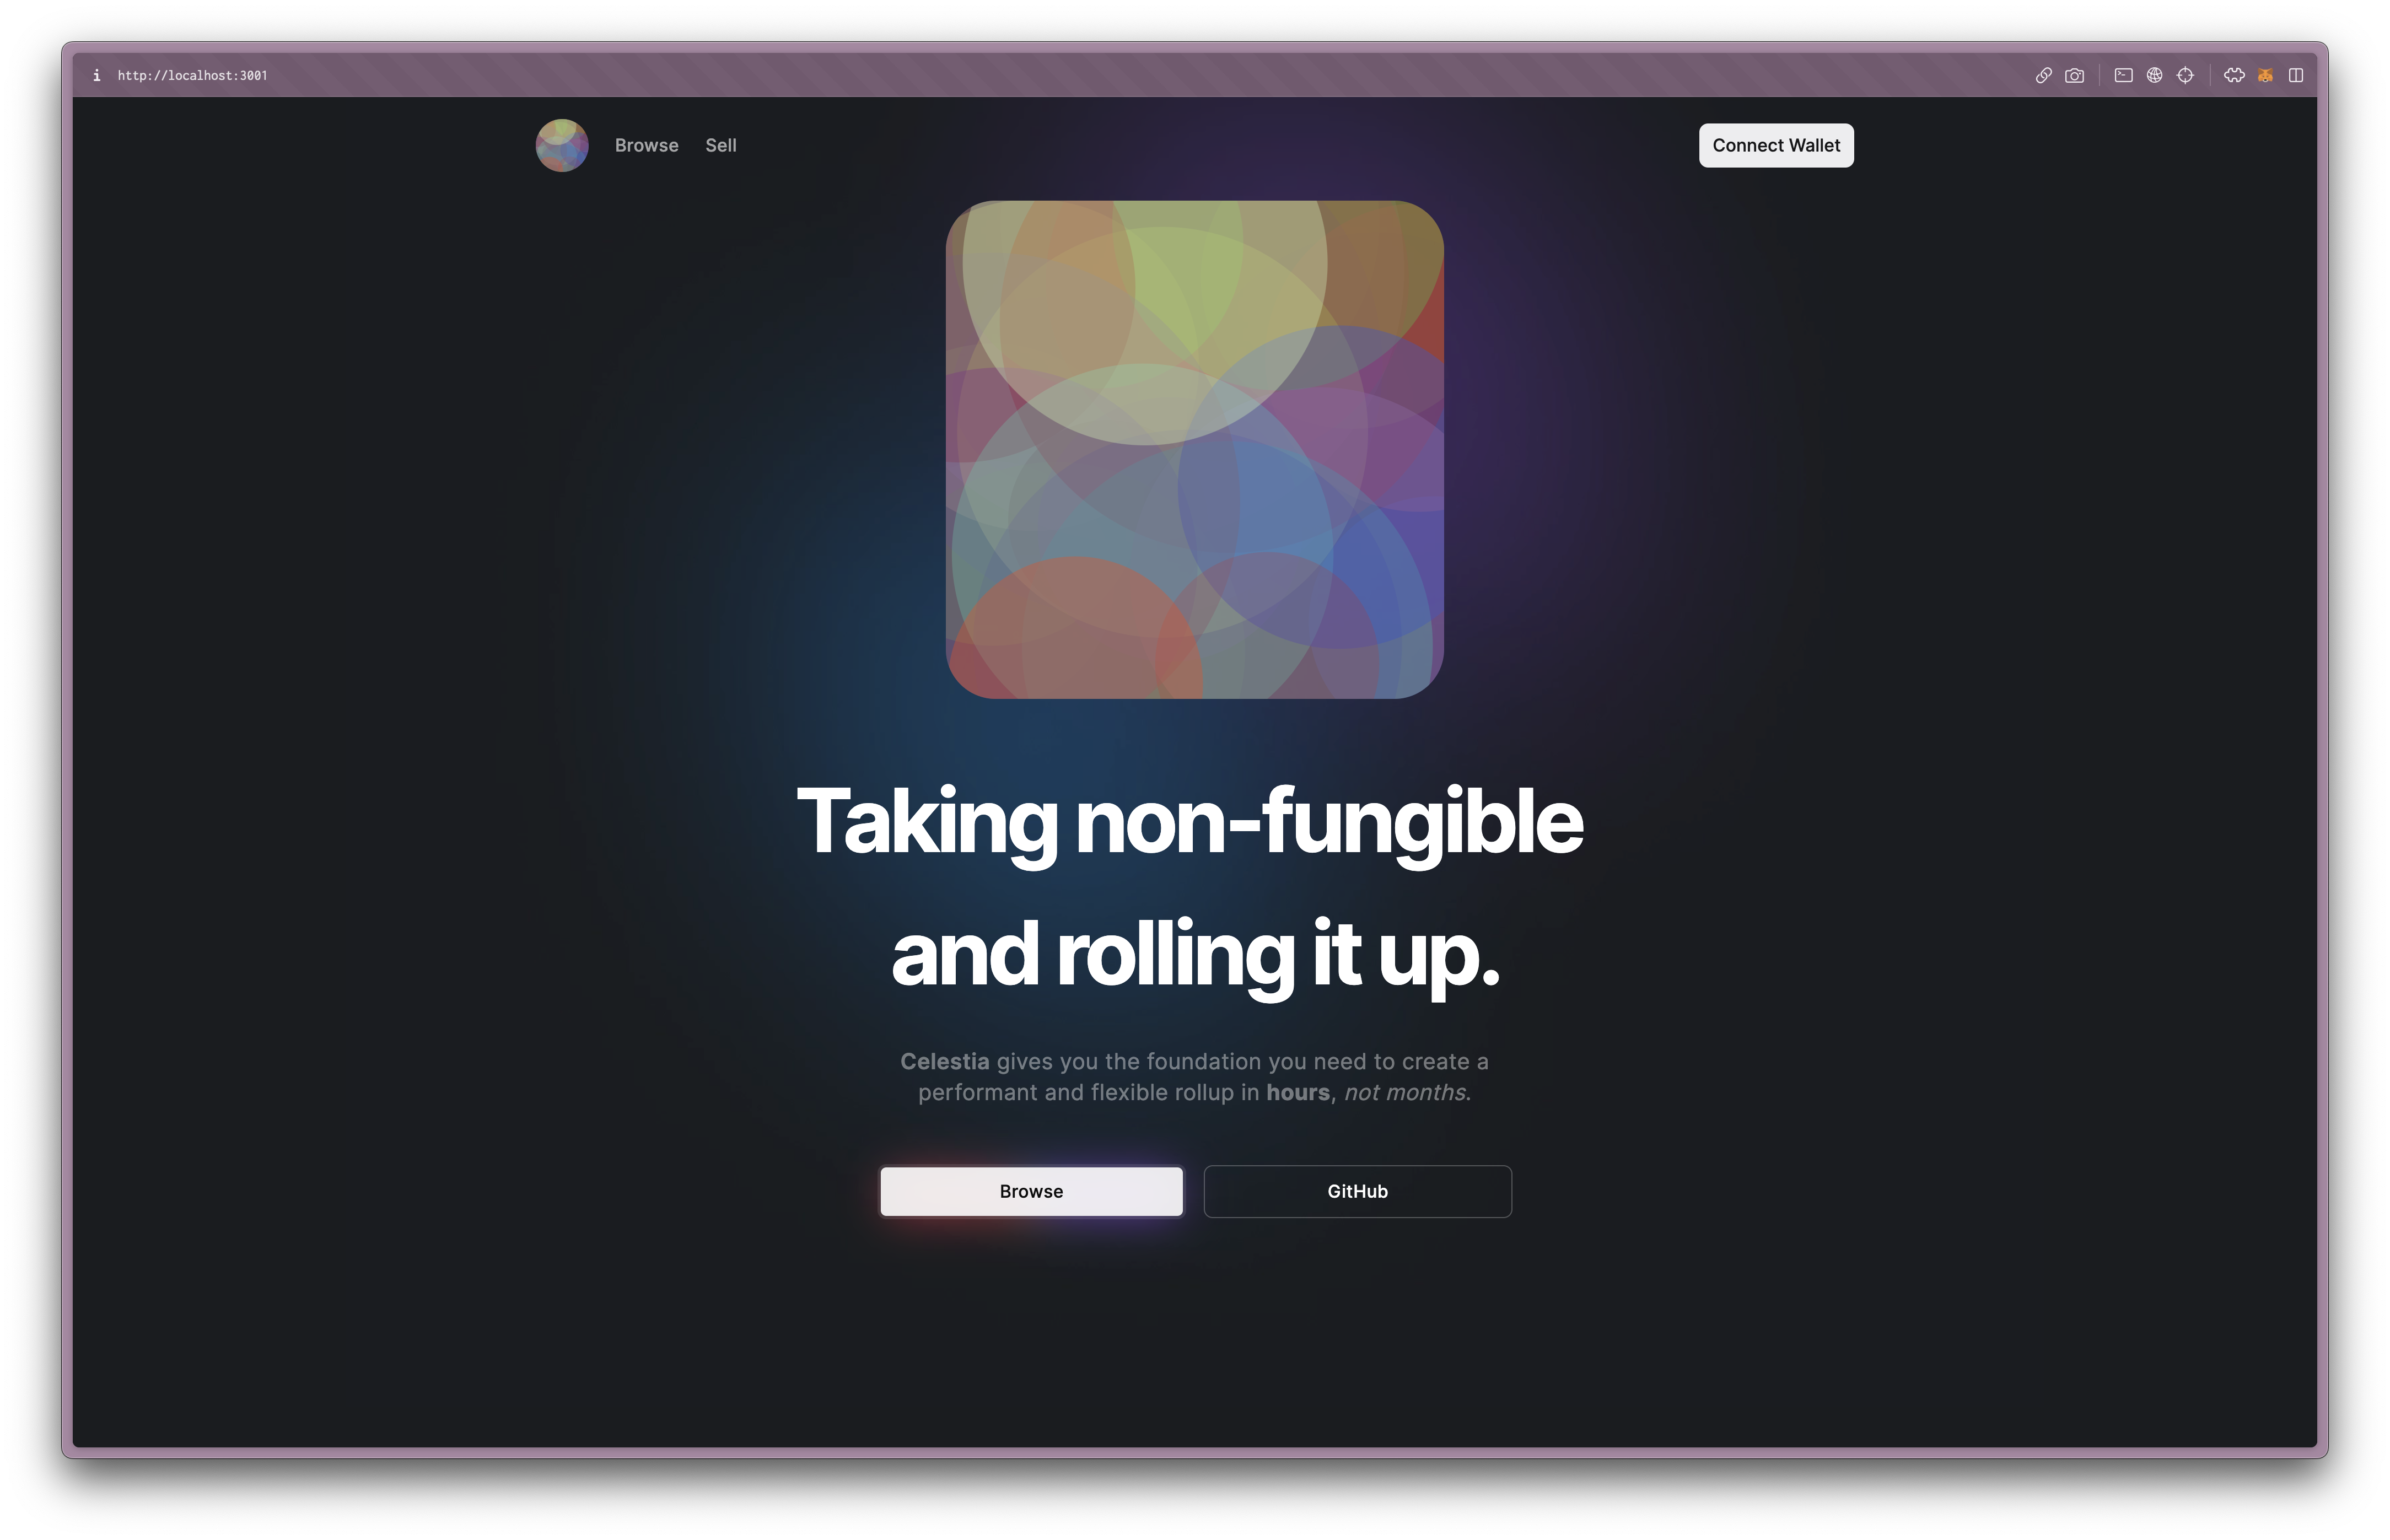 http://localhost:3001
Browse Sell Connect Wallet
Taking non-fungible
and rolling it up.
Celestia gives you the foundation you need to create a
performant and flexible rollup in hours, not months.
Browse GitHub